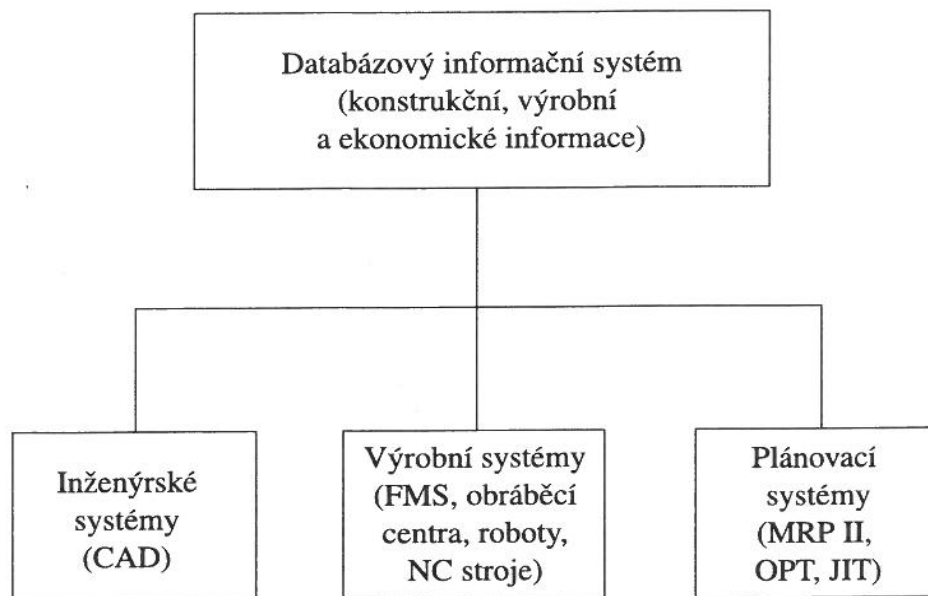 Databázový informační systém
(konstrukční, výrobní
a ekonomické informace)
Inženýrské
systémy
(CAD)
Výrobní systémy
(FMS, obráběcí
centra, roboty,
NC stroje)
Plánovací
systémy
(MRP II,
OPT, JIT)